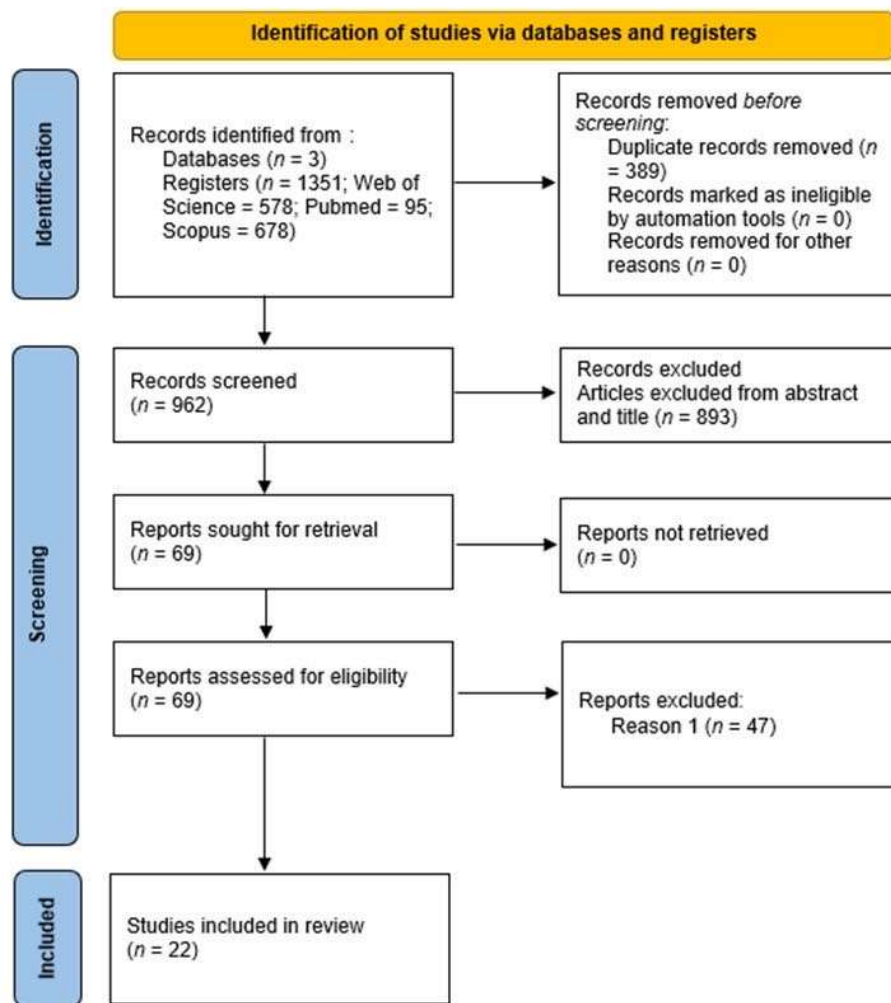 Identification of studies via databases and registers
Identification
Records identified from :
Databases (n = 3)
Registers (n = 1351; Web of
Science = 578; Pubmed = 95;
Scopus = 678)
Records removed before
screening:
Duplicate records removed (n
= 389)
Records marked as ineligible
by automation tools (n = 0)
Records removed for other
reasons (n = 0)
Screening
Records screened
(n = 962)
Records excluded
Articles excluded from abstract
and title (n = 893)
Reports sought for retrieval
(n = 69)
Reports not retrieved
(n = 0)
Reports assessed for eligibility
(n = 69)
Reports excluded:
Reason 1 (n = 47)
Included
Studies included in review
(n = 22)